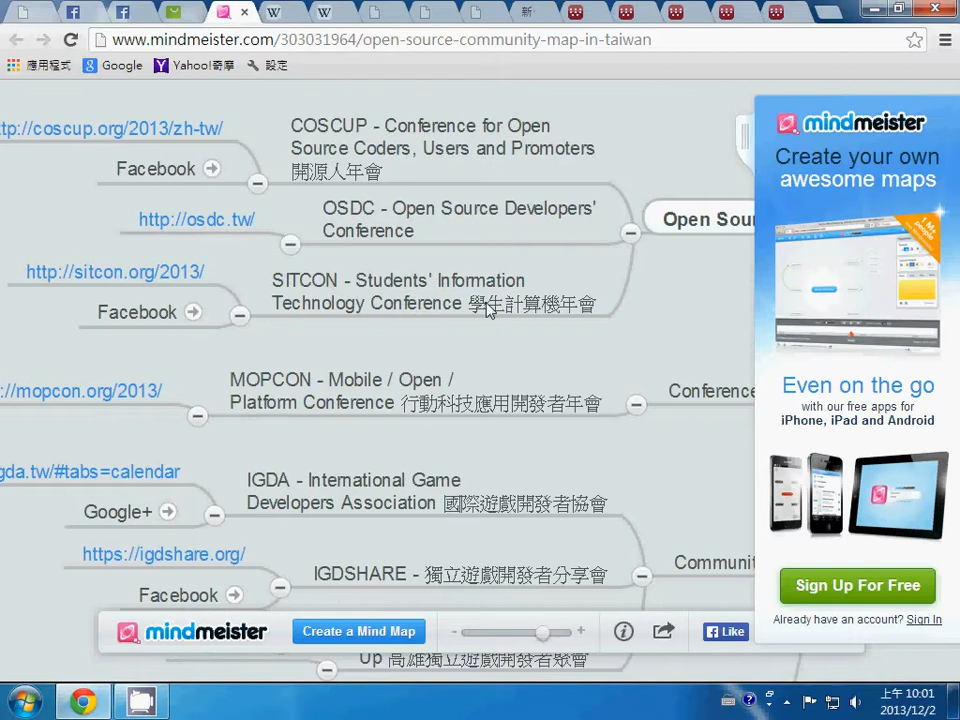 新
www.mindmeister.com/303031964/open-source-community-map-in-taiwan
應用程式 Google Yahoo!奇摩 設定
ttp://coscup.org/2013/zh-tw/
Facebook
COSCUP - Conference for Open
Source Coders, Users and Promoters
開源人年會
http://osdc.tw/
OSDC - Open Source Developers'
Conference
Open Sour
http://sitcon.org/2013/
Facebook
SITCON - Students' Information
Technology Conference 學生計算機年會
://mopcon.org/2013/
MOPCON - Mobile / Open /
Platform Conference 行動科技應用開發者年會
Conference
gda.tw/#tabs=calendar
Google+
IGDA - International Game
Developers Association 國際遊戲開發者協會
https://igdshare.org/
Facebook
IGDSHARE - 獨立遊戲開發者分享會
Communit
Up 高雄獨立遊戲開發者聚會
mindmeister
Create a Mind Map
- +
Like
mindmeister
Create your own
awesome maps
1 M+
people
Even on the go
with our free apps for
iPhone, iPad and Android
Sign Up For Free
Already have an account? Sign In
上午 10:01
2013/12/2